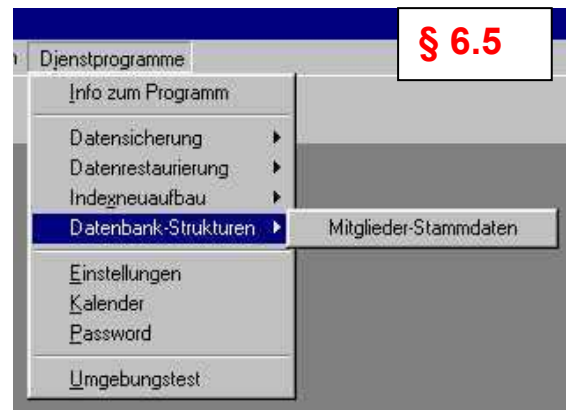 § 6.5
Dienstprogramme
Info zum Programm
Datensicherung
Datenrestaurierung
Indexneuaufbau
Datenbank-Strukturen
Mitglieder-Stammdaten
Einstellungen
Kalender
Password
Umgebungstest